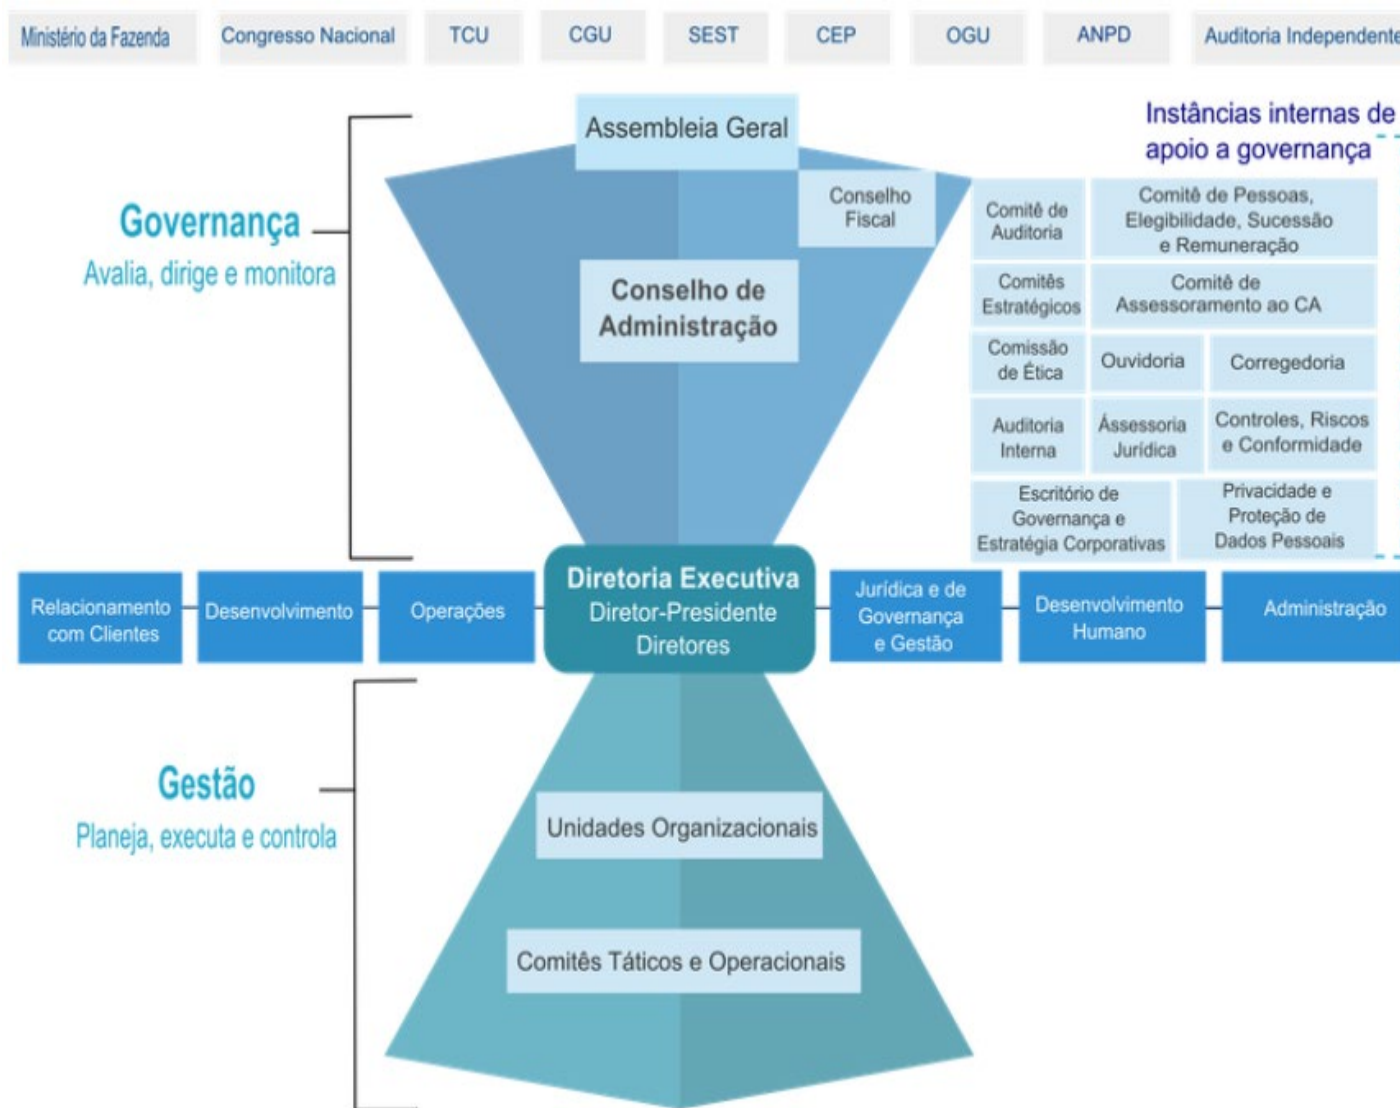 Ministério da Fazenda
Congresso Nacional
TCU
CGU
SEST
CEP
OGU
ANPD
Auditoria Independente
Assembleia Geral
Conselho
Fiscal
Conselho de
Administração
Governança
Avalia, dirige e monitora
Instâncias internas de
apoio a governança
Comitê de
Auditoria
Comitê de Pessoas,
Elegibilidade, Sucessão
e Remuneração
Comitês
Estratégicos
Comitê de
Assessoramento ao CA
Comissão
de Ética
Ouvidoria
Corregedoria
Auditoria
Interna
Ássessoria
Jurídica
Controles, Riscos
e Conformidade
Escritório de
Governança e
Estratégia Corporativas
Privacidade e
Proteção de
Dados Pessoais
Relacionamento
com Clientes
Desenvolvimento
Operações
Diretoria Executiva
Diretor-Presidente
Diretores
Jurídica e de
Governança
e Gestão
Desenvolvimento
Humano
Administração
Gestão
Planeja, executa e controla
Unidades Organizacionais
Comitês Táticos e Operacionais